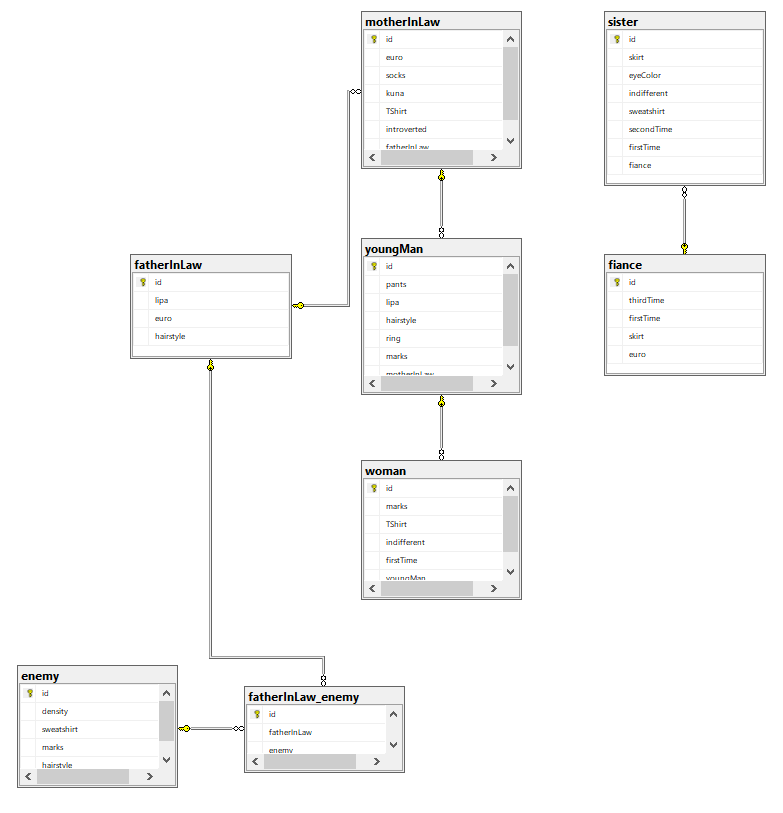 motherInLaw
id
euro
socks
kuna
TShirt
introverted
fatherInLaw
sister
id
skirt
eyeColor
indifferent
sweatshirt
secondTime
firstTime
fiance
youngMan
id
pants
lipa
hairstyle
ring
marks
motherInLaw
fatherInLaw
id
lipa
euro
hairstyle
fiance
id
thirdTime
firstTime
skirt
euro
woman
id
marks
TShirt
indifferent
firstTime
youngMan
enemy
id
density
sweatshirt
marks
hairstyle
fatherInLaw_enemy
id
fatherInLaw
enemy